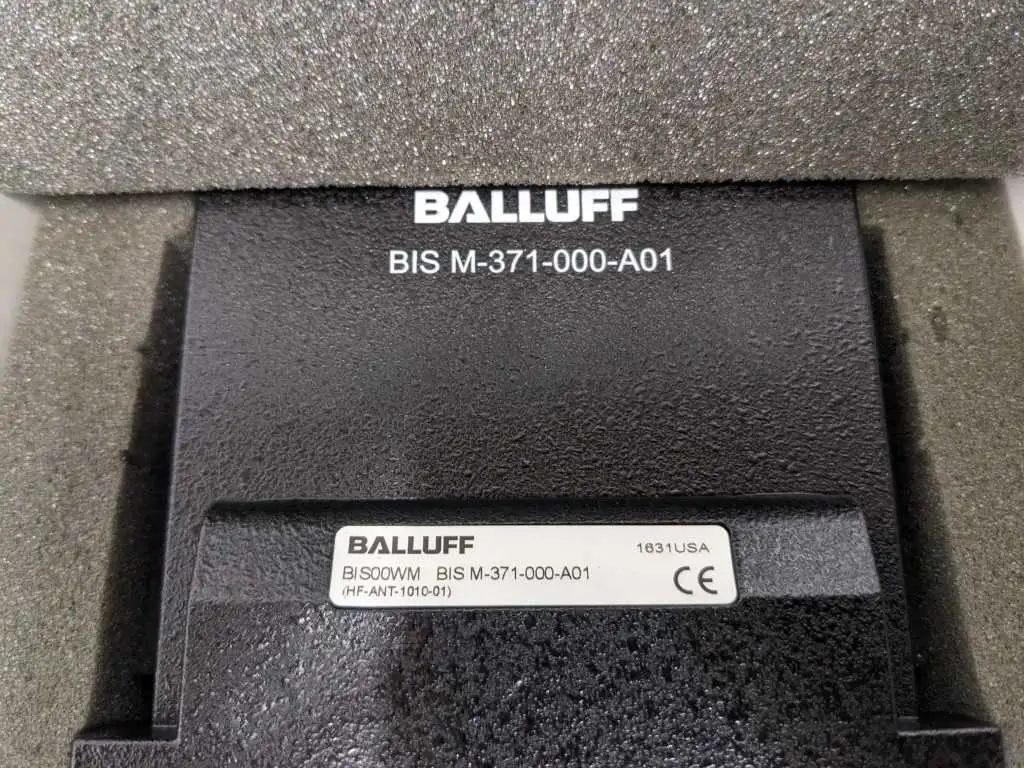 BALLUFF
BIS M-371-000-A01
BALLUFF 1631USA
BIS00WM BIS M-371-000-A01
(HF-ANT-1010-01) CE